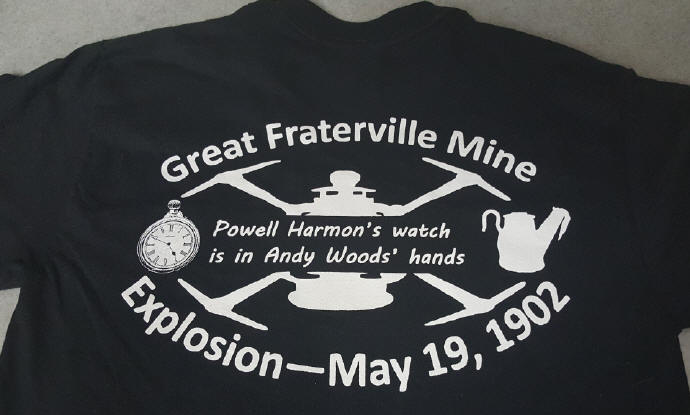 Great Fraterville Mine
Powell Harmon's watch
is in Andy Woods' hands
Explosion—May 19, 1902